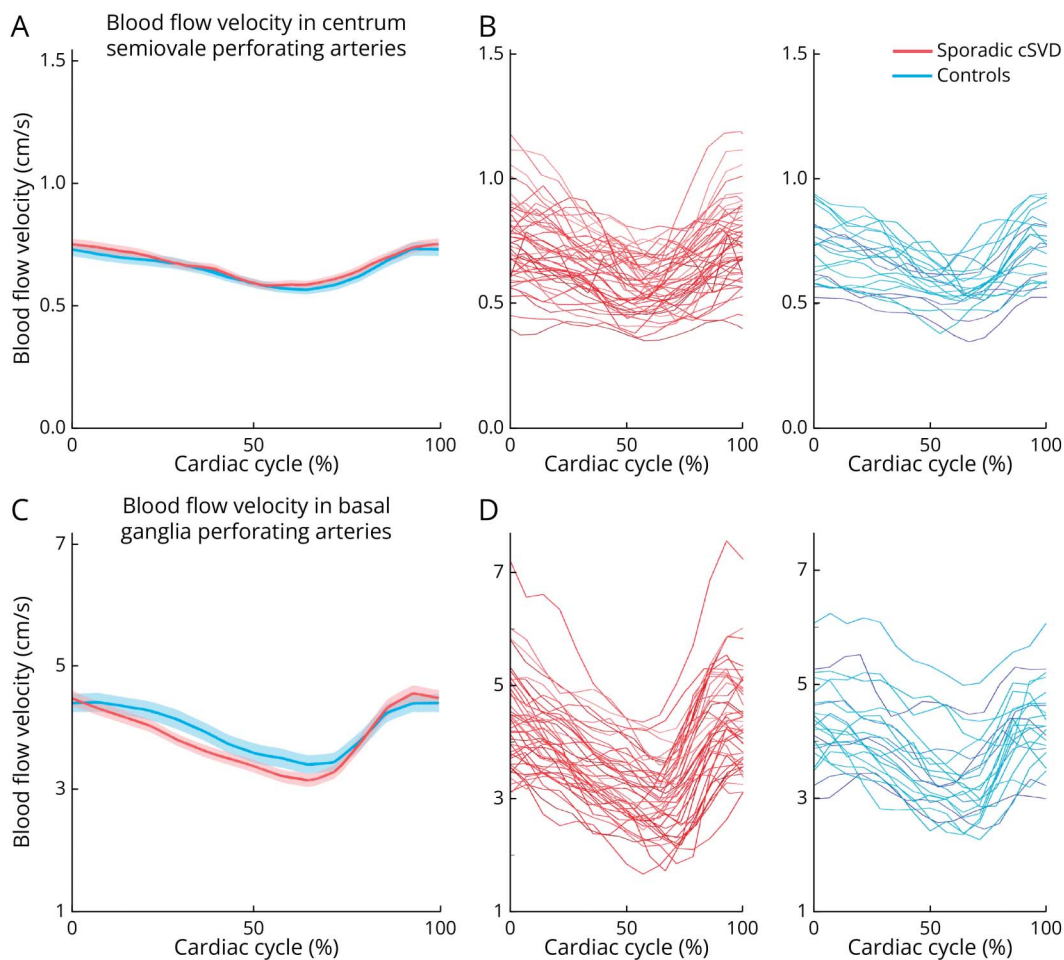 A
Blood flow velocity in centrum
semiovale perforating arteries
Blood flow velocity (cm/s)
1.5
1.0
0.5
0.0
0
50
100
Cardiac cycle (%)
B
1.5
1.0
0.5
0.0
0
50
100
Cardiac cycle (%)
Sporadic cSVD
Controls
1.5
1.0
0.5
0.0
0
50
100
Cardiac cycle (%)
C
Blood flow velocity in basal
ganglia perforating arteries
Blood flow velocity (cm/s)
7
5
3
1
0
50
100
Cardiac cycle (%)
D
7
5
3
1
0
50
100
Cardiac cycle (%)
7
5
3
1
0
50
100
Cardiac cycle (%)